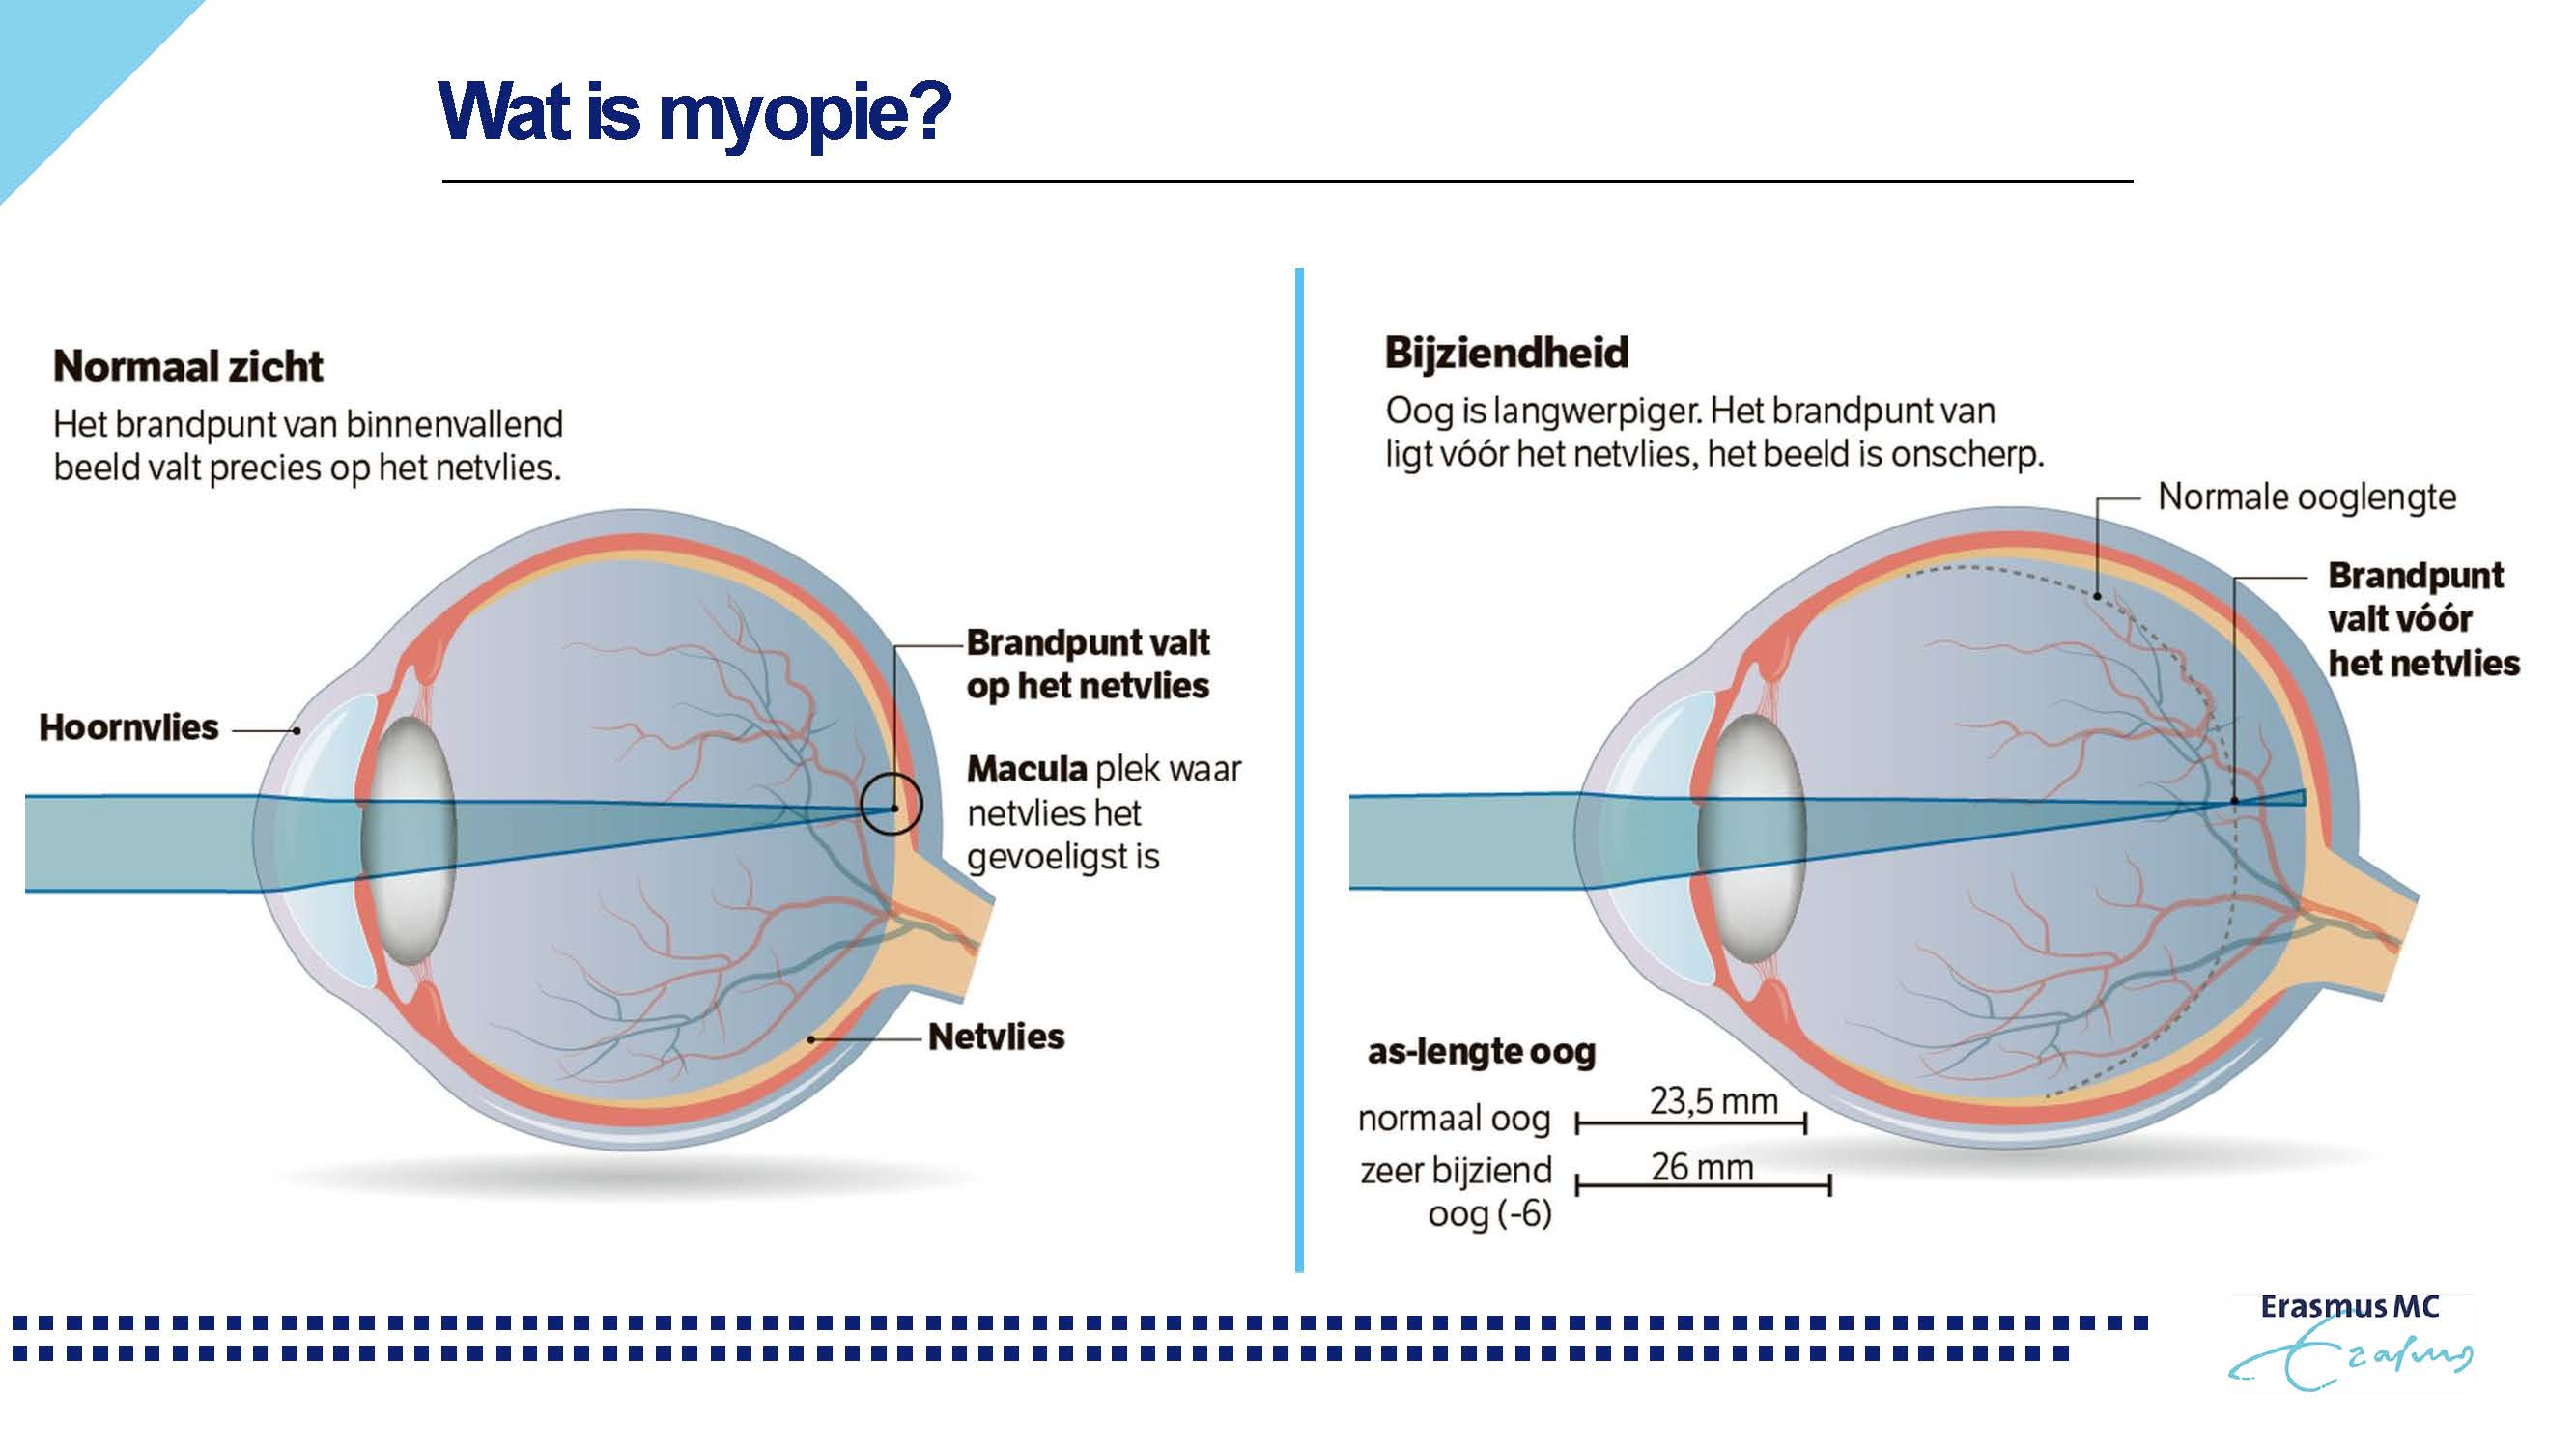 Wat is myopie?
Normaal zicht
Het brandpunt van binnenvallend
beeld valt precies op het netvlies.
Hoornvlies
Brandpunt valt
op het netvlies
Macula plek waar
netvlies het
gevoeligst is
Netvlies
Bijziendheid
Oog is langwerpiger. Het brandpunt van
ligt vóór het netvlies, het beeld is onscherp.
Normale ooglengte
Brandpunt
valt vóór
het netvlies
as-lengte oog
normaal oog 23,5 mm
zeer bijziend 26 mm
oog (-6)
Erasmus MC
Erasmus